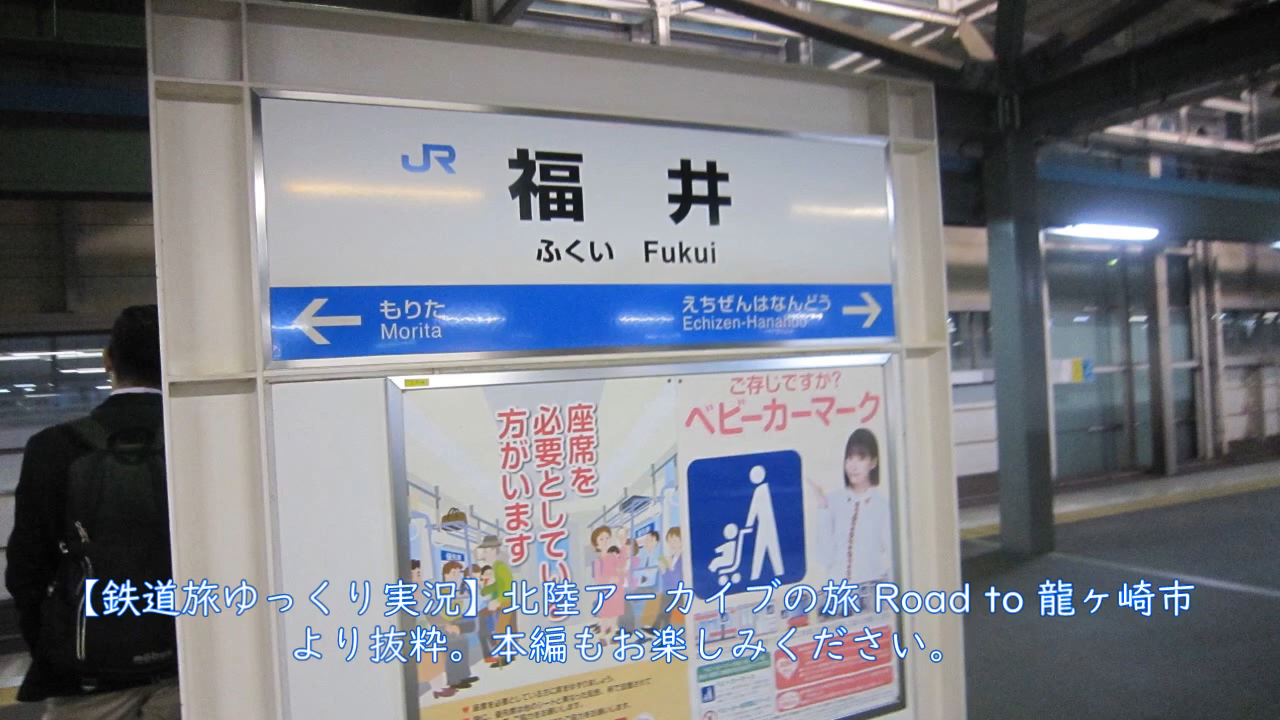 JR
福井
ふくい Fukui
もりた
Morita
えちぜんはなんどう
Echizen-Hanando
座席を
必要としてい
方がいます
ご存じですか?
ベビーカーマーク
【鉄道旅ゆっくり実況】北陸アーカイブの旅 Road to 龍ヶ崎市
より抜粋。本編もお楽しみください。